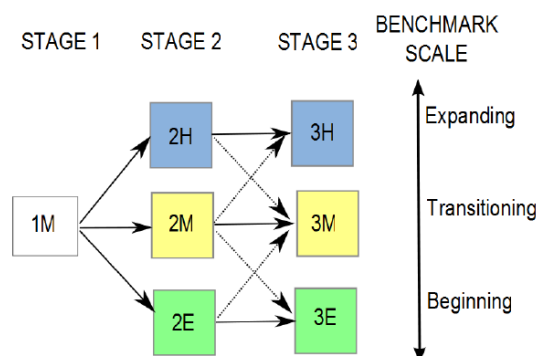 STAGE 1 STAGE 2 STAGE 3 BENCHMARK
SCALE
Expanding
2H 3H
1M 2M 3M Transitioning
Beginning
2E 3E